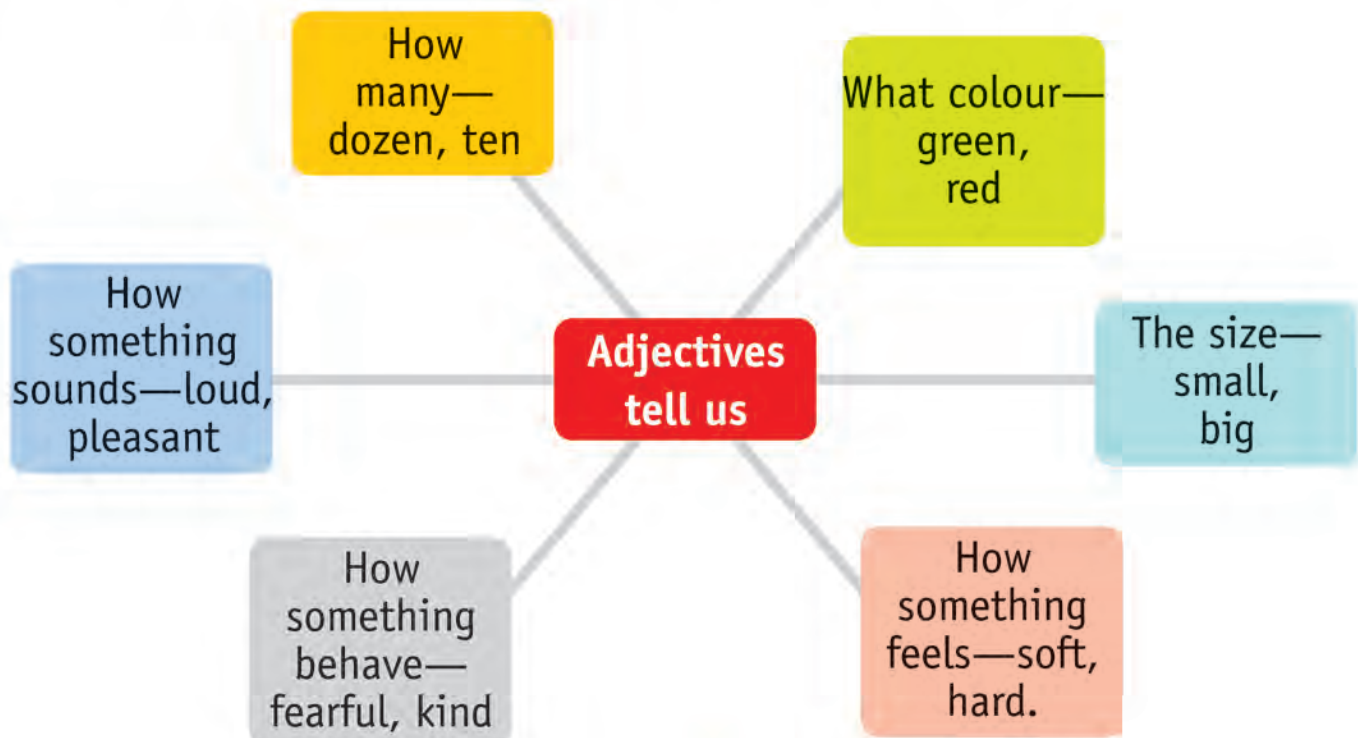 How
many—
dozen, ten
What colour—
green,
red
How
something
sounds—loud,
pleasant
Adjectives
tell us
The size—
small,
big
How
something
behave—
fearful, kind
How
something
feels—soft,
hard.